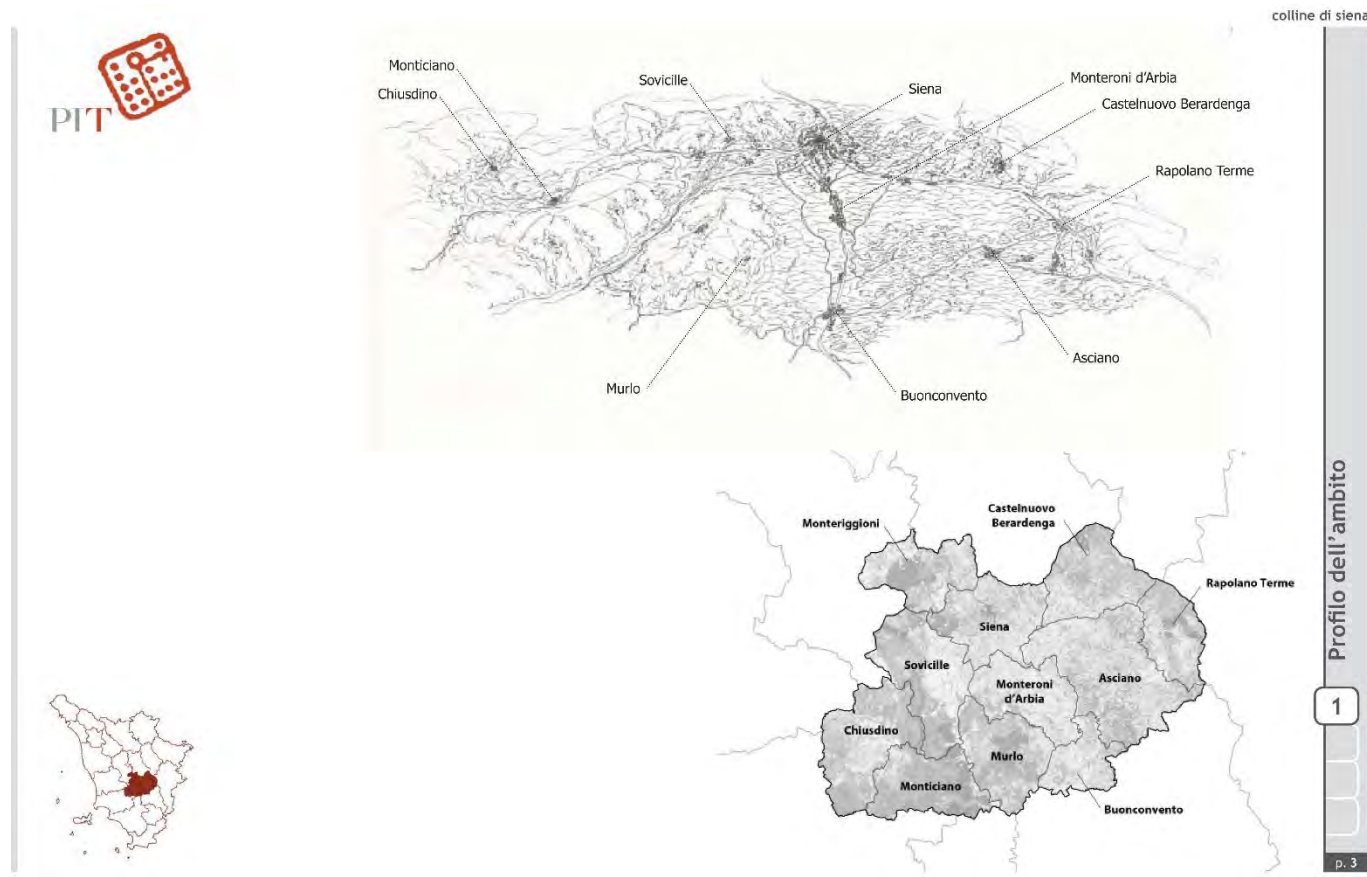 colline di siena
PIT
Monticiano
Chiusdino
Sovicille
Siena
Monteroni d'Arbia
Castelnuovo Berardenga
Rapolano Terme
Asciano
Buonconvento
Murlo
Monteriggioni
Castelnuovo
Berardenga
Rapolano Terme
Siena
Sovicille
Monteroni
d'Arbia
Asciano
Chiusdino
Murlo
Monticiano
Buonconvento
Profilo dell'ambito
1
p. 3